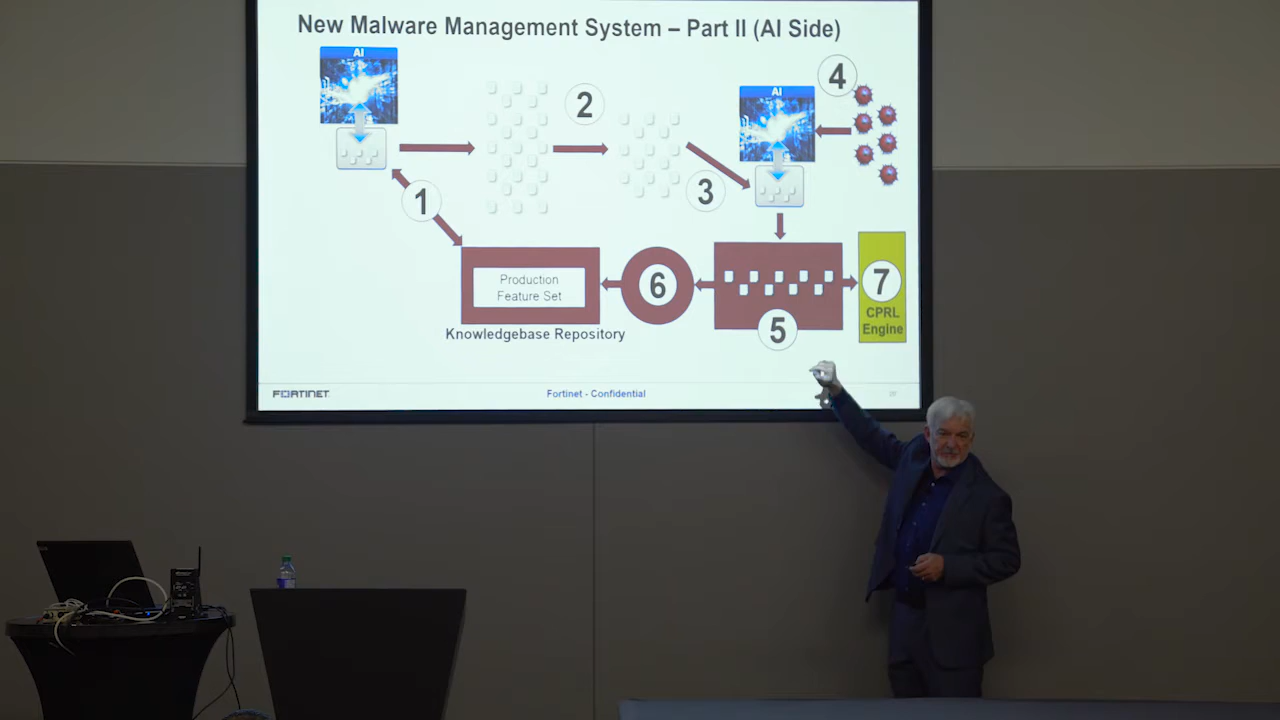 New Malware Management System – Part II (AI Side)
AI
AI
4
2
3
1
Production
Feature Set
6
7
5
CPRL
Engine
Knowledgebase Repository
FORTINET
Fortinet - Confidential